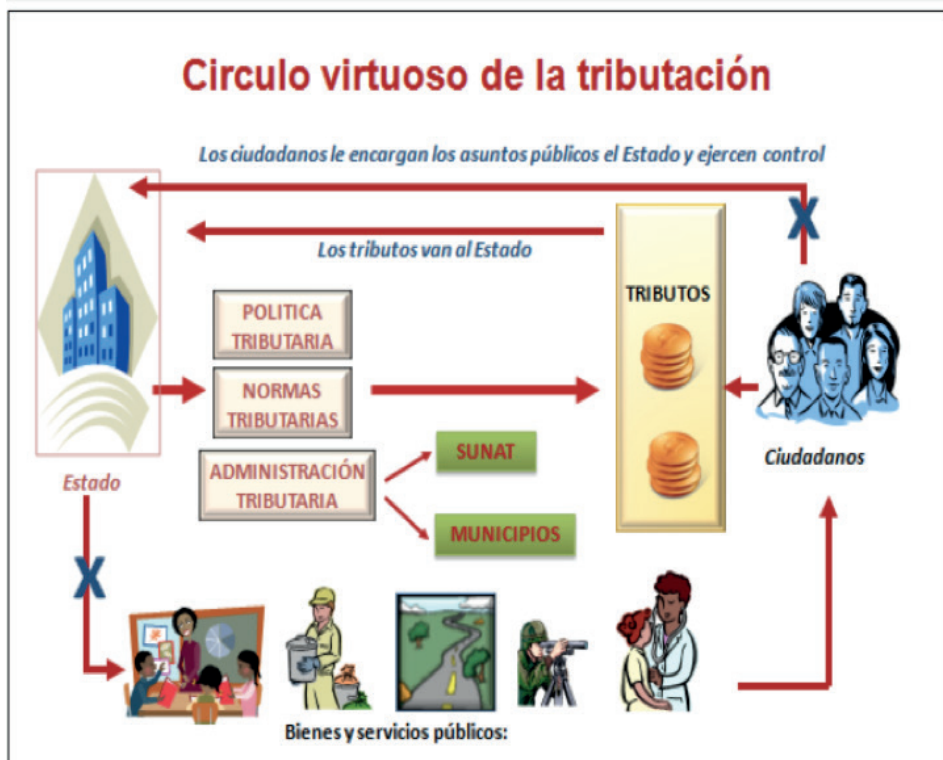 Circulo virtuoso de la tributación
Los ciudadanos le encargan los asuntos públicos el Estado y ejercen control
X
Los tributos van al Estado
TRIBUTOS
POLITICA
TRIBUTARIA
NORMAS
TRIBUTARIAS
ADMINISTRACIÓN
TRIBUTARIA
SUNAT
MUNICIPIOS
Ciudadanos
Estado
X
Bienes y servicios públicos: